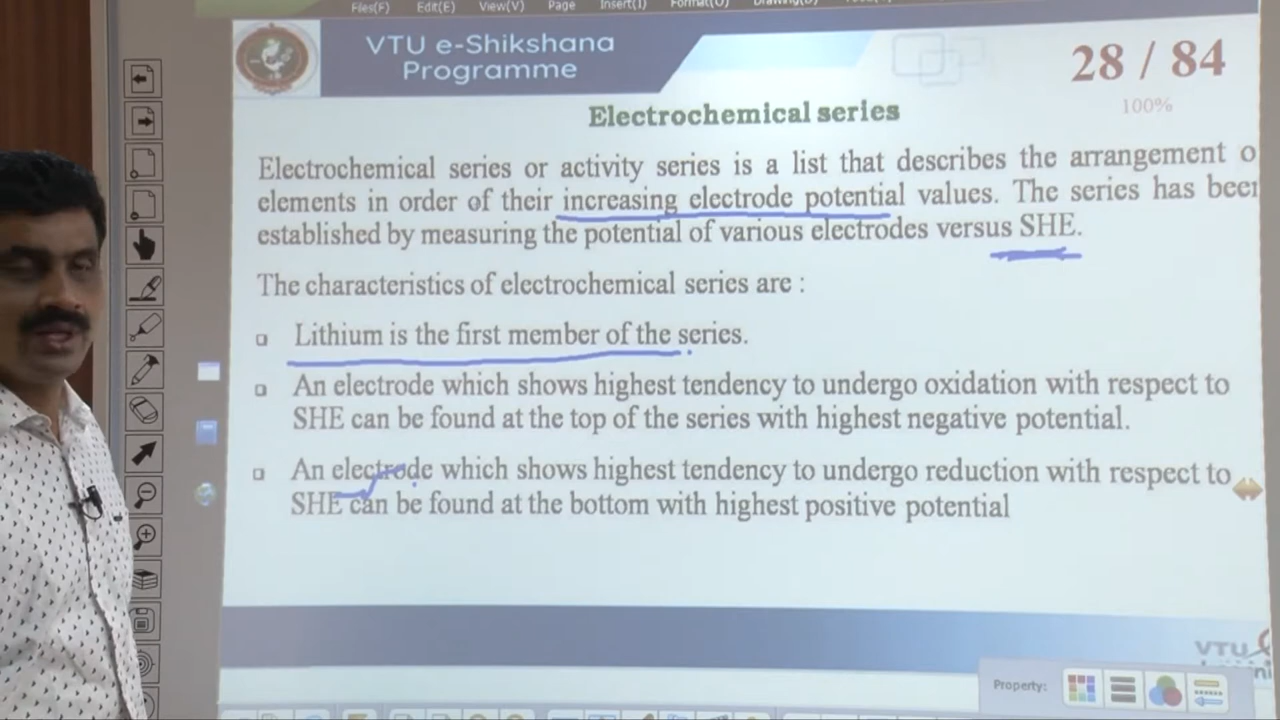 Files(F) Edit(E) View(V) Page Insert(I) Format(O) Drawing(D)
VTU e-Shikshana
Programme
28 / 84
100%
Electrochemical series
Electrochemical series or activity series is a list that describes the arrangement o
elements in order of their increasing electrode potential values. The series has been
established by measuring the potential of various electrodes versus SHE.
The characteristics of electrochemical series are :
Lithium is the first member of the series.
An electrode which shows highest tendency to undergo oxidation with respect to
SHE can be found at the top of the series with highest negative potential.
An electrode which shows highest tendency to undergo reduction with respect to
SHE can be found at the bottom with highest positive potential
VTU
Property: